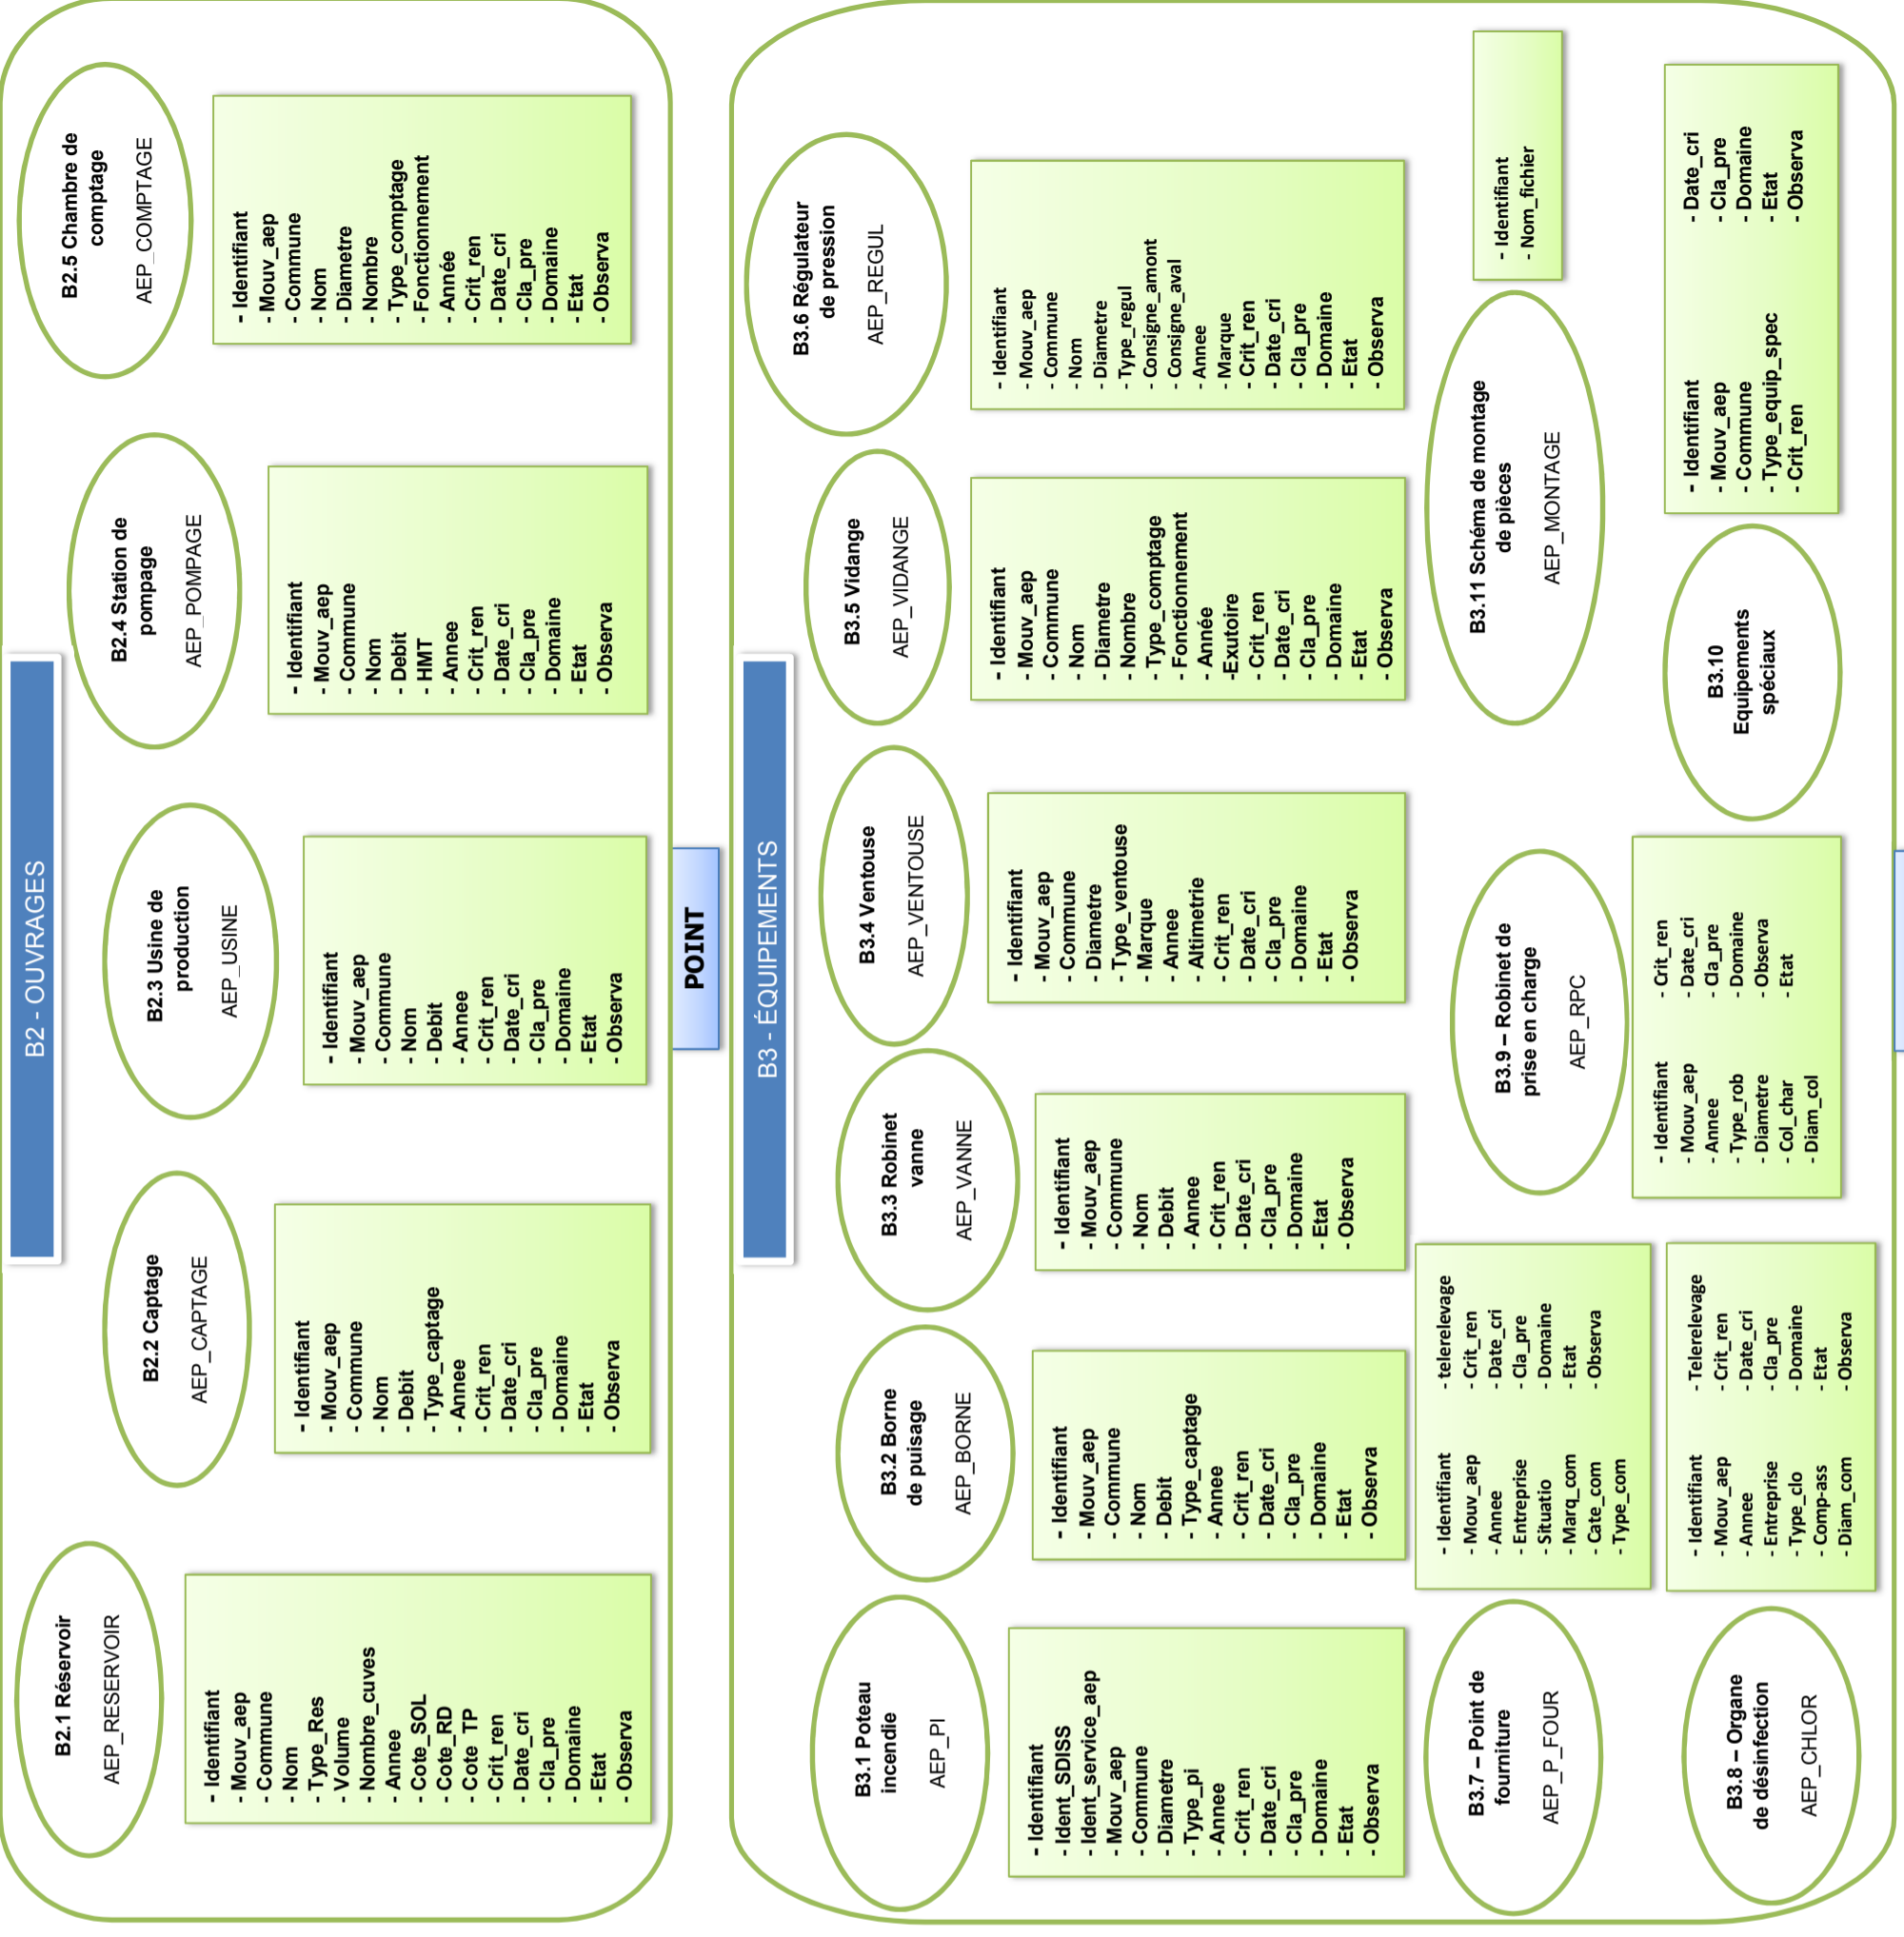 B2 - OUVRAGES
B2.1 Réservoir
AEP_RESERVOIR
- Identifiant
- Mouv_aep
- Commune
- Nom
- Type_Res
- Volume
- Nombre_cuves
- Annee
- Cote_SOL
- Cote_RD
- Cote TP
- Crit_ren
- Date_cri
- Cla_pre
- Domaine
- Etat
- Observa
B2.2 Captage
AEP_CAPTAGE
- Identifiant
- Mouv_aep
- Commune
- Nom
- Debit
- Type_captage
- Annee
- Crit_ren
- Date_cri
- Cla_pre
- Domaine
- Etat
- Observa
B2.3 Usine de
production
AEP_USINE
- Identifiant
- Mouv_aep
- Commune
- Nom
- Debit
- Annee
- Crit_ren
- Date_cri
- Cla_pre
- Domaine
- Etat
- Observa
B2.4 Station de
pompage
AEP_POMPAGE
- Identifiant
- Mouv_aep
- Commune
- Nom
- Debit
- HMT
- Annee
- Crit_ren
- Date_cri
- Cla_pre
- Domaine
- Etat
- Observa
B2.5 Chambre de
comptage
AEP_COMPTAGE
- Identifiant
- Mouv_aep
- Commune
- Nom
- Diametre
- Nombre
- Type_comptage
- Fonctionnement
- Année
- Crit_ren
- Date_cri
- Cla_pre
- Domaine
- Etat
- Observa
POINT
B3 - ÉQUIPEMENTS
B3.1 Poteau
incendie
AEP_PI
- Identifiant
- Ident_SDISS
- Ident_service_aep
- Mouv_aep
- Commune
- Diametre
- Type_pi
- Annee
- Crit_ren
- Date_cri
- Cla_pre
- Domaine
- Etat
- Observa
B3.2 Borne
de puisage
AEP_BORNE
- Identifiant
- Mouv_aep
- Commune
- Nom
- Debit
- Type_captage
- Annee
- Crit_ren
- Date_cri
- Cla_pre
- Domaine
- Etat
- Observa
B3.3 Robinet
vanne
AEP_VANNE
- Identifiant
- Mouv_aep
- Commune
- Nom
- Debit
- Annee
- Crit_ren
- Date_cri
- Cla_pre
- Domaine
- Etat
- Observa
B3.4 Ventouse
AEP_VENTOUSE
- Identifiant
- Mouv_aep
- Commune
- Diametre
- Type_ventouse
- Marque
- Annee
- Altimetrie
- Crit_ren
- Date_cri
- Cla_pre
- Domaine
- Etat
- Observa
B3.5 Vidange
AEP_VIDANGE
- Identifiant
- Mouv_aep
- Commune
- Nom
- Diametre
- Nombre
- Type_comptage
- Fonctionnement
- Année
-Exutoire
- Crit_ren
- Date_cri
- Cla_pre
- Domaine
- Etat
- Observa
B3.6 Régulateur
de pression
AEP_REGUL
- Identifiant
- Mouv_aep
- Commune
- Nom
- Diametre
- Type_regul
- Consigne_amont
- Consigne_aval
- Annee
- Marque
- Crit_ren
- Date_cri
- Cla_pre
- Domaine
- Etat
- Observa
B3.7 – Point de
fourniture
AEP_P_FOUR
- Identifiant
- Mouv_aep
- Annee
- Entreprise
- Situatio
- Marq_com
- Cate_com
- Type_com
- telerelevage
- Crit_ren
- Date_cri
- Cla_pre
- Domaine
- Etat
- Observa
B3.8 – Organe
de désinfection
AEP_CHLOR
- Identifiant
- Mouv_aep
- Annee
- Entreprise
- Type_clo
- Comp-ass
- Diam_com
- Telerelevage
- Crit_ren
- Date_cri
- Cla_pre
- Domaine
- Etat
- Observa
B3.9 – Robinet de
prise en charge
AEP_RPC
- Identifiant
- Mouv_aep
- Annee
- Type_rob
- Diametre
- Col_char
- Diam_col
- Crit_ren
- Date_cri
- Cla_pre
- Domaine
- Observa
- Etat
B3.11 Schéma de montage
de pièces
AEP_MONTAGE
- Identifiant
- Nom_fichier
B3.10
Equipements
spéciaux
- Identifiant
- Mouv_aep
- Commune
- Type_equip_spec
- Crit_ren
- Date_cri
- Cla_pre
- Domaine
- Etat
- Observa